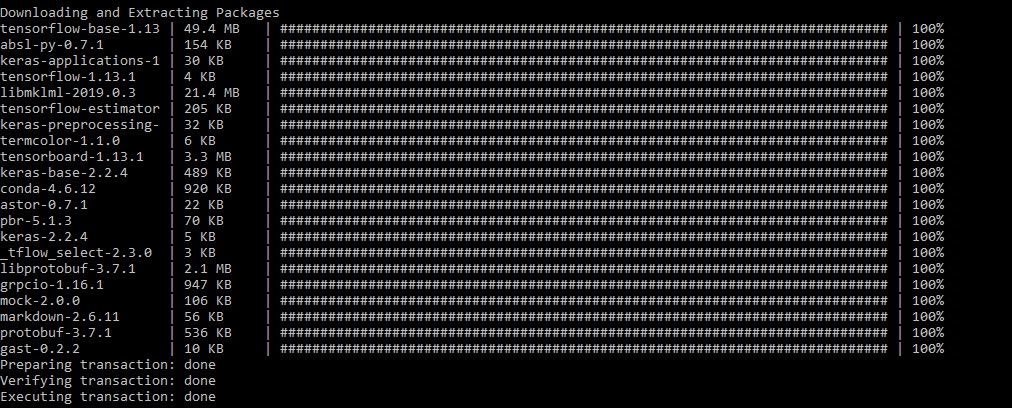 Downloading and Extracting Packages
tensorflow-base-1.13 | 49.4 MB   | ############################################################################ | 100%
absl-py-0.7.1        | 154 KB    | ############################################################################ | 100%
keras-applications-1 | 30 KB     | ############################################################################ | 100%
tensorflow-1.13.1    | 4 KB      | ############################################################################ | 100%
libmklml-2019.0.3    | 21.4 MB   | ############################################################################ | 100%
tensorflow-estimator | 205 KB    | ############################################################################ | 100%
keras-preprocessing- | 32 KB     | ############################################################################ | 100%
termcolor-1.1.0      | 6 KB      | ############################################################################ | 100%
tensorboard-1.13.1   | 3.3 MB    | ############################################################################ | 100%
keras-base-2.2.4     | 489 KB    | ############################################################################ | 100%
conda-4.6.12         | 920 KB    | ############################################################################ | 100%
astor-0.7.1          | 22 KB     | ############################################################################ | 100%
pbr-5.1.3            | 70 KB     | ############################################################################ | 100%
keras-2.2.4          | 5 KB      | ############################################################################ | 100%
_tflow_select-2.3.0  | 3 KB      | ############################################################################ | 100%
libprotobuf-3.7.1    | 2.1 MB    | ############################################################################ | 100%
grpcio-1.16.1        | 947 KB    | ############################################################################ | 100%
mock-2.0.0           | 106 KB    | ############################################################################ | 100%
markdown-2.6.11      | 56 KB     | ############################################################################ | 100%
protobuf-3.7.1       | 536 KB    | ############################################################################ | 100%
gast-0.2.2           | 10 KB     | ############################################################################ | 100%
Preparing transaction: done
Verifying transaction: done
Executing transaction: done